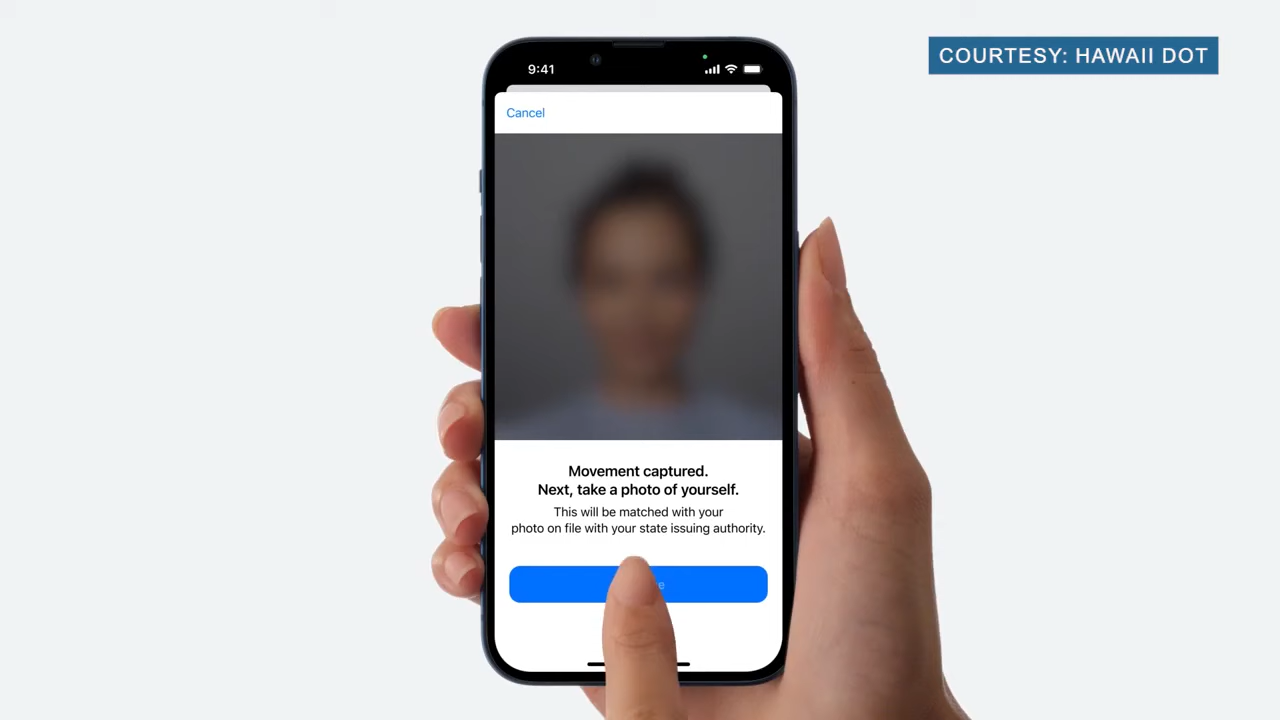 COURTESY: HAWAII DOT
9:41
Cancel
Movement captured.
Next, take a photo of yourself.
This will be matched with your
photo on file with your state issuing authority.